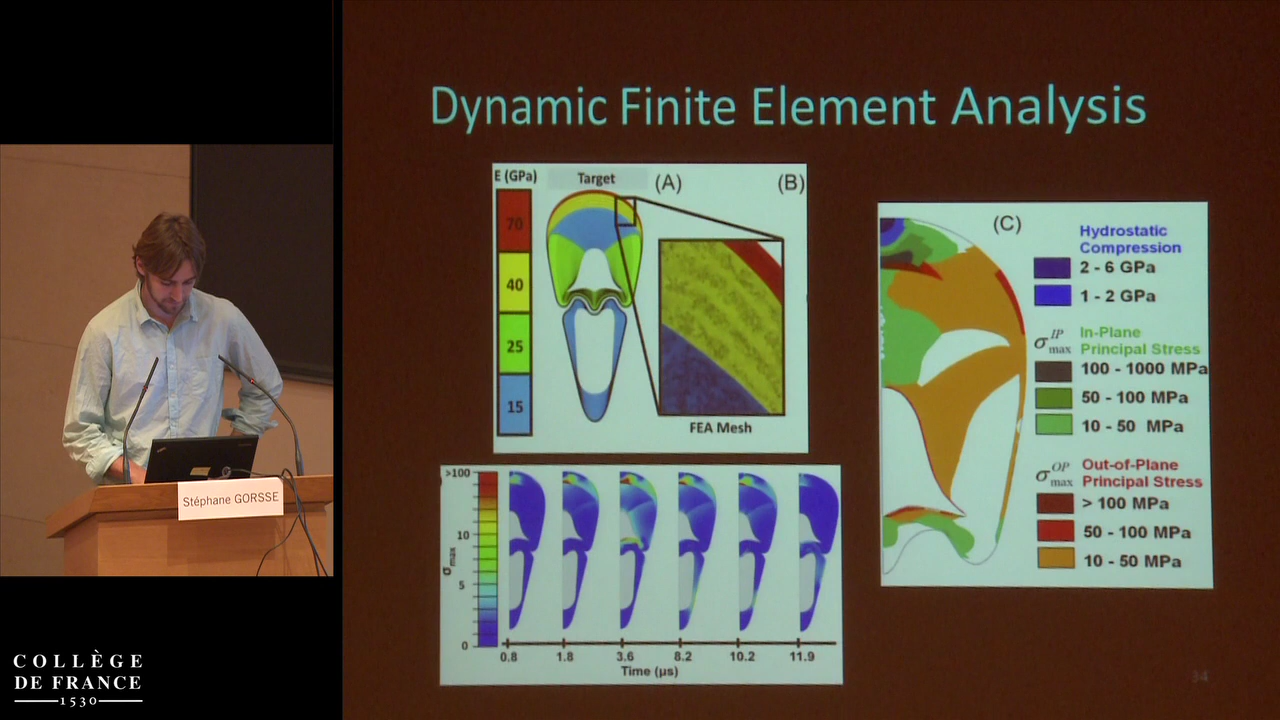 Dynamic Finite Element Analysis
E (GPa)
Target
(A)
(B)
70
40
25
15
FEA Mesh
>100
10
5
0
σmax
0.8
1.8
3.6
8.2
10.2
11.9
Time (µs)
(C)
Hydrostatic
Compression
2 - 6 GPa
1 - 2 GPa
σ IP max
In-Plane
Principal Stress
100 - 1000 MPa
50 - 100 MPa
10 - 50 MPa
σ OP max
Out-of-Plane
Principal Stress
> 100 MPa
50 - 100 MPa
10 - 50 MPa
34
Stéphane GORSSE
COLLÈGE
DE FRANCE
1530